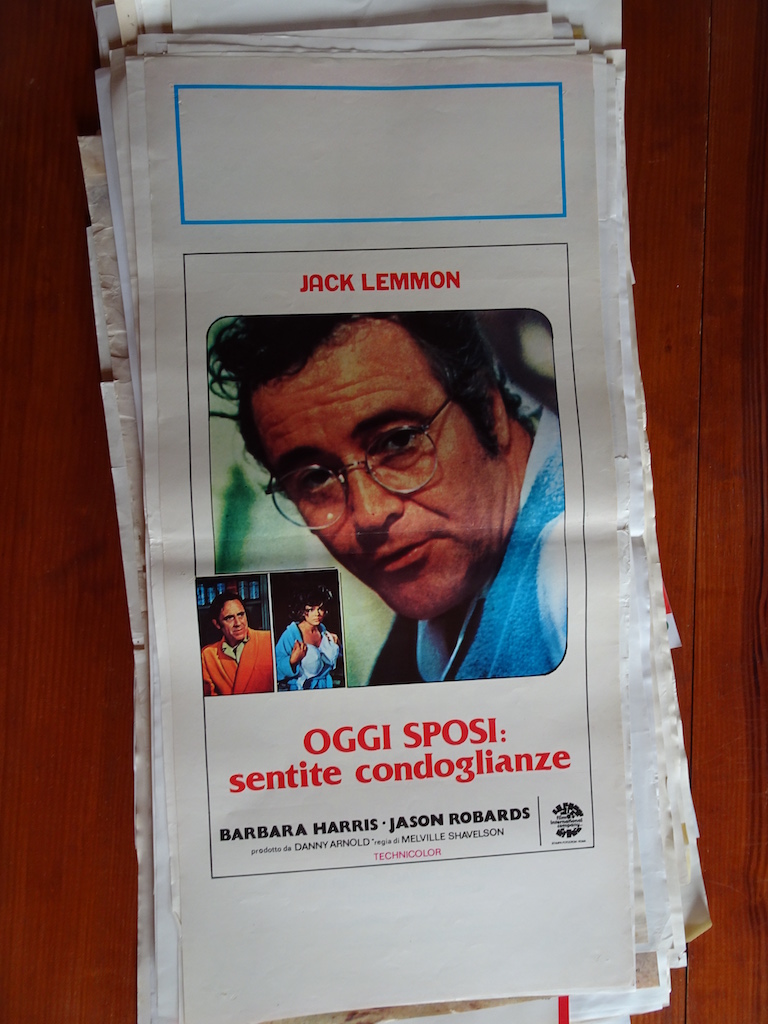 JACK LEMMON
OGGI SPOSI:
sentite condoglianze
BARBARA HARRIS · JASON ROBARDS
prodotto da DANNY ARNOLD regia di MELVILLE SHAVELSON
TECHNICOLOR
international